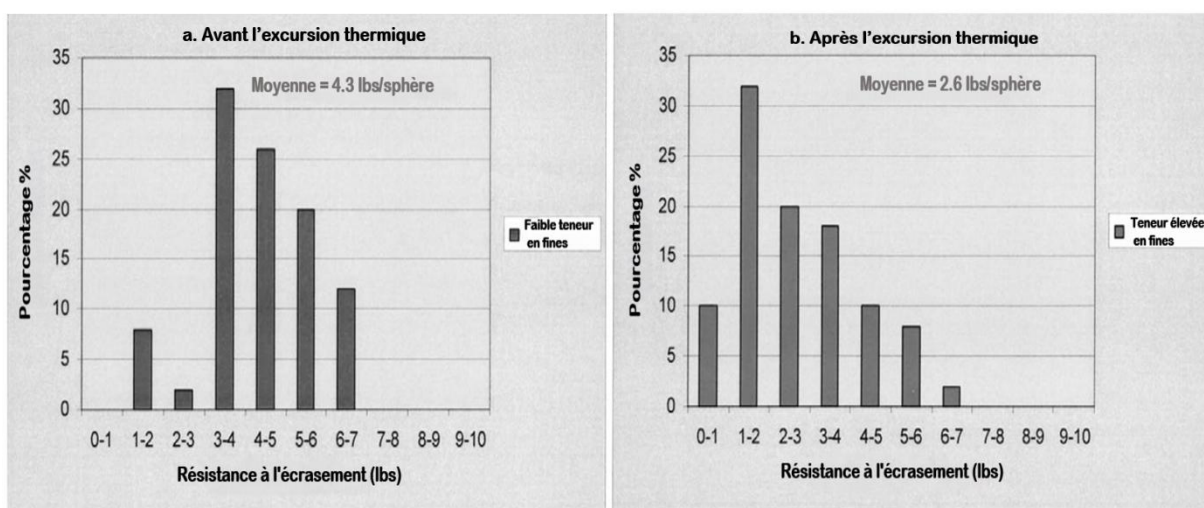 a. Avant l'excursion thermique
Moyenne = 4.3 lbs/sphère
35
30
25
20
15
10
5
0
Pourcentage %
0-1 1-2 2-3 3-4 4-5 5-6 6-7 7-8 8-9 9-10
Résistance à l'écrasement (lbs)
Faible teneur
en fines
b. Après l'excursion thermique
Moyenne = 2.6 lbs/sphère
35
30
25
20
15
10
5
0
Pourcentage %
0-1 1-2 2-3 3-4 4-5 5-6 6-7 7-8 8-9 9-10
Résistance à l'écrasement (lbs)
Teneur élevée
en fines